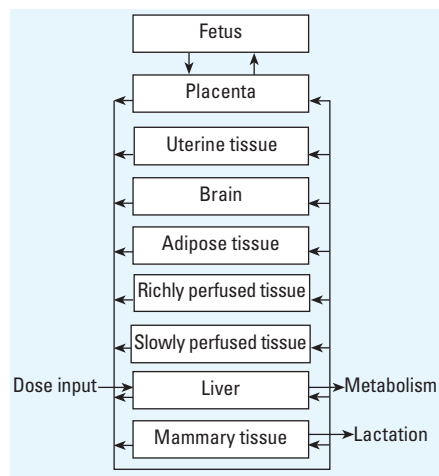 Fetus
Placenta
Uterine tissue
Brain
Adipose tissue
Richly perfused tissue
Slowly perfused tissue
Dose input
Liver
Metabolism
Mammary tissue
Lactation